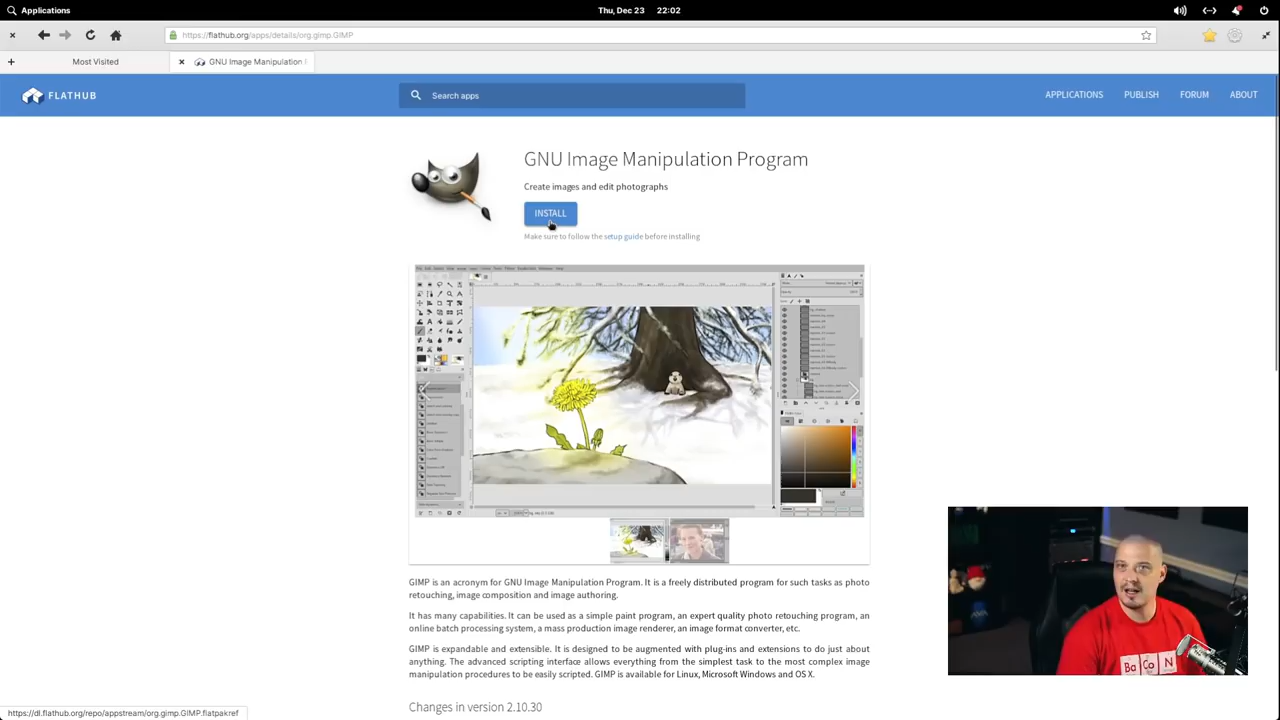 Applications
Thu, Dec 23 22:02
https://flathub.org/apps/details/org.gimp.GIMP
Most Visited
GNU Image Manipulation
FLATHUB
Search apps
APPLICATIONS
PUBLISH
FORUM
ABOUT
GNU Image Manipulation Program
Create images and edit photographs
INSTALL
Make sure to follow the setup guide before installing
GIMP is an acronym for GNU Image Manipulation Program. It is a freely distributed program for such tasks as photo
retouching, image composition and image authoring.
It has many capabilities. It can be used as a simple paint program, an expert quality photo retouching program, an
online batch processing system, a mass production image renderer, an image format converter, etc.
GIMP is expandable and extensible. It is designed to be augmented with plug-ins and extensions to do just about
anything. The advanced scripting interface allows everything from the simplest task to the most complex image
manipulation procedures to be easily scripted. GIMP is available for Linux, Microsoft Windows and OS X.
Changes in version 2.10.30
https://dl.flathub.org/repo/appstream/org.gimp.GIMP.flatpakref
BaCoN